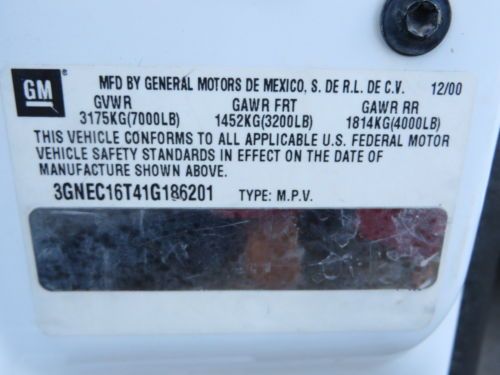 GM ® MFD BY GENERAL MOTORS DE MEXICO, S. DE R.L. DE C.V. 12/00
GVWR GAWR FRT GAWR RR
3175KG(7000LB) 1452KG(3200LB) 1814KG(4000LB)
THIS VEHICLE CONFORMS TO ALL APPLICABLE U.S. FEDERAL MOTOR
VEHICLE SAFETY STANDARDS IN EFFECT ON THE DATE OF
MANUFACTURE SHOWN ABOVE.
3GNEC16T41G186201 TYPE: M.P.V.